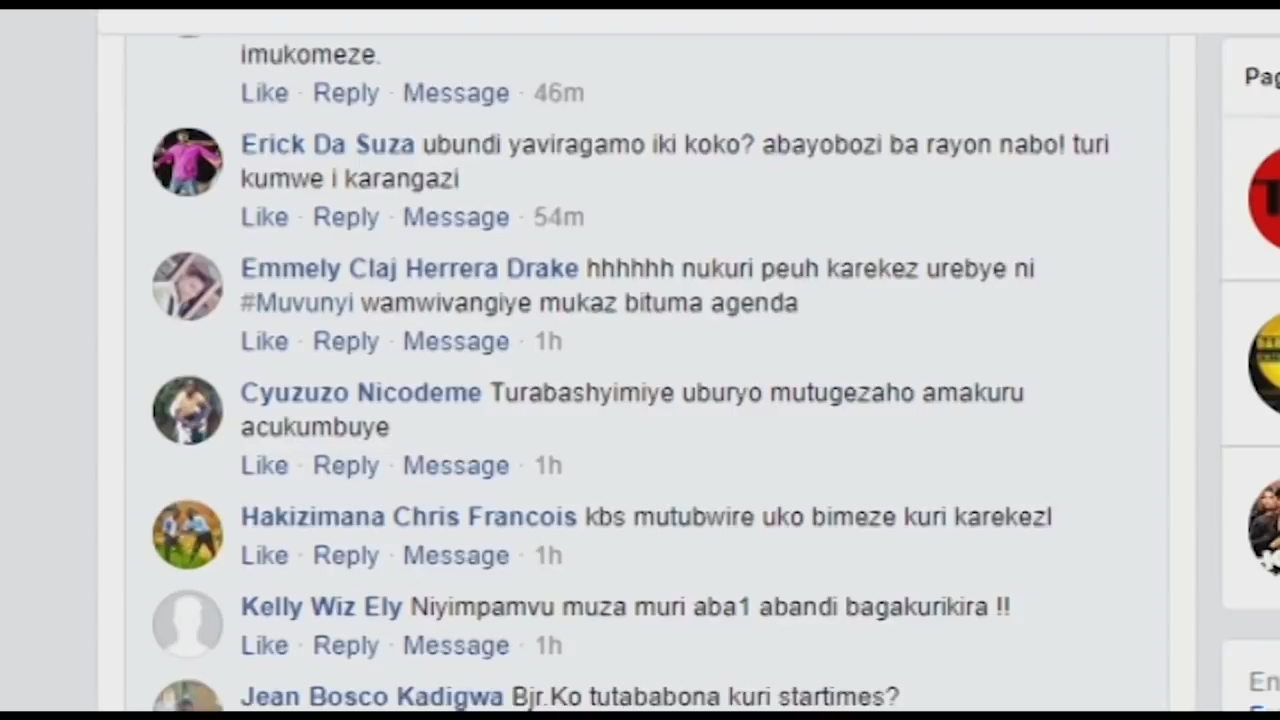 imukomeze.
Like · Reply · Message · 46m
Erick Da Suza ubundi yaviragamo iki koko? abayobozi ba rayon nabo! turi
kumwe i karangazi
Like · Reply · Message · 54m
Emmely Claj Herrera Drake hhhhhh nukuri peuh karekez urebye ni
#Muvunyi wamwivangiye mukaz bituma agenda
Like · Reply · Message · 1h
Cyuzuzo Nicodeme Turabashyimiye uburyo mutugezaho amakuru
acukumbuye
Like · Reply · Message · 1h
Hakizimana Chris Francois kbs mutubwire uko bimeze kuri karekezI
Like · Reply · Message · 1h
Kelly Wiz Ely Niyimpamvu muza muri aba1 abandi bagakurikira !!
Like · Reply · Message · 1h
Jean Bosco Kadigwa Bjr.Ko tutababona kuri startimes?
Pag
En